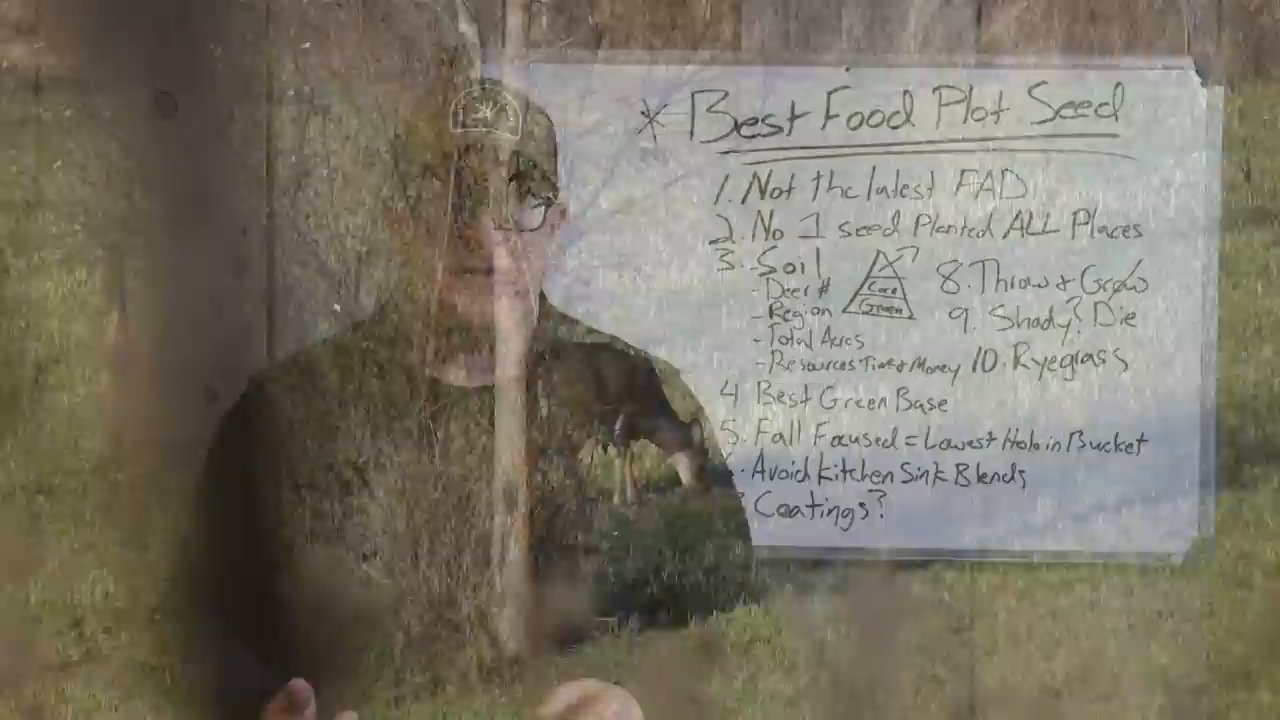 * Best Food Plot Seed
1. Not the latest FAD
2. No 1 seed Planted ALL Places
3. - Soil
- Deer #
- Region
- Total Acres
- Resources Time + Money
?
Core
Green
4 Best Green Base
5. Fall Focused = Lowest Hole in Bucket
. Avoid Kitchen Sink Blends
Coatings?
8. Throw & Grow
9. Shady? Die
10. Ryegrass